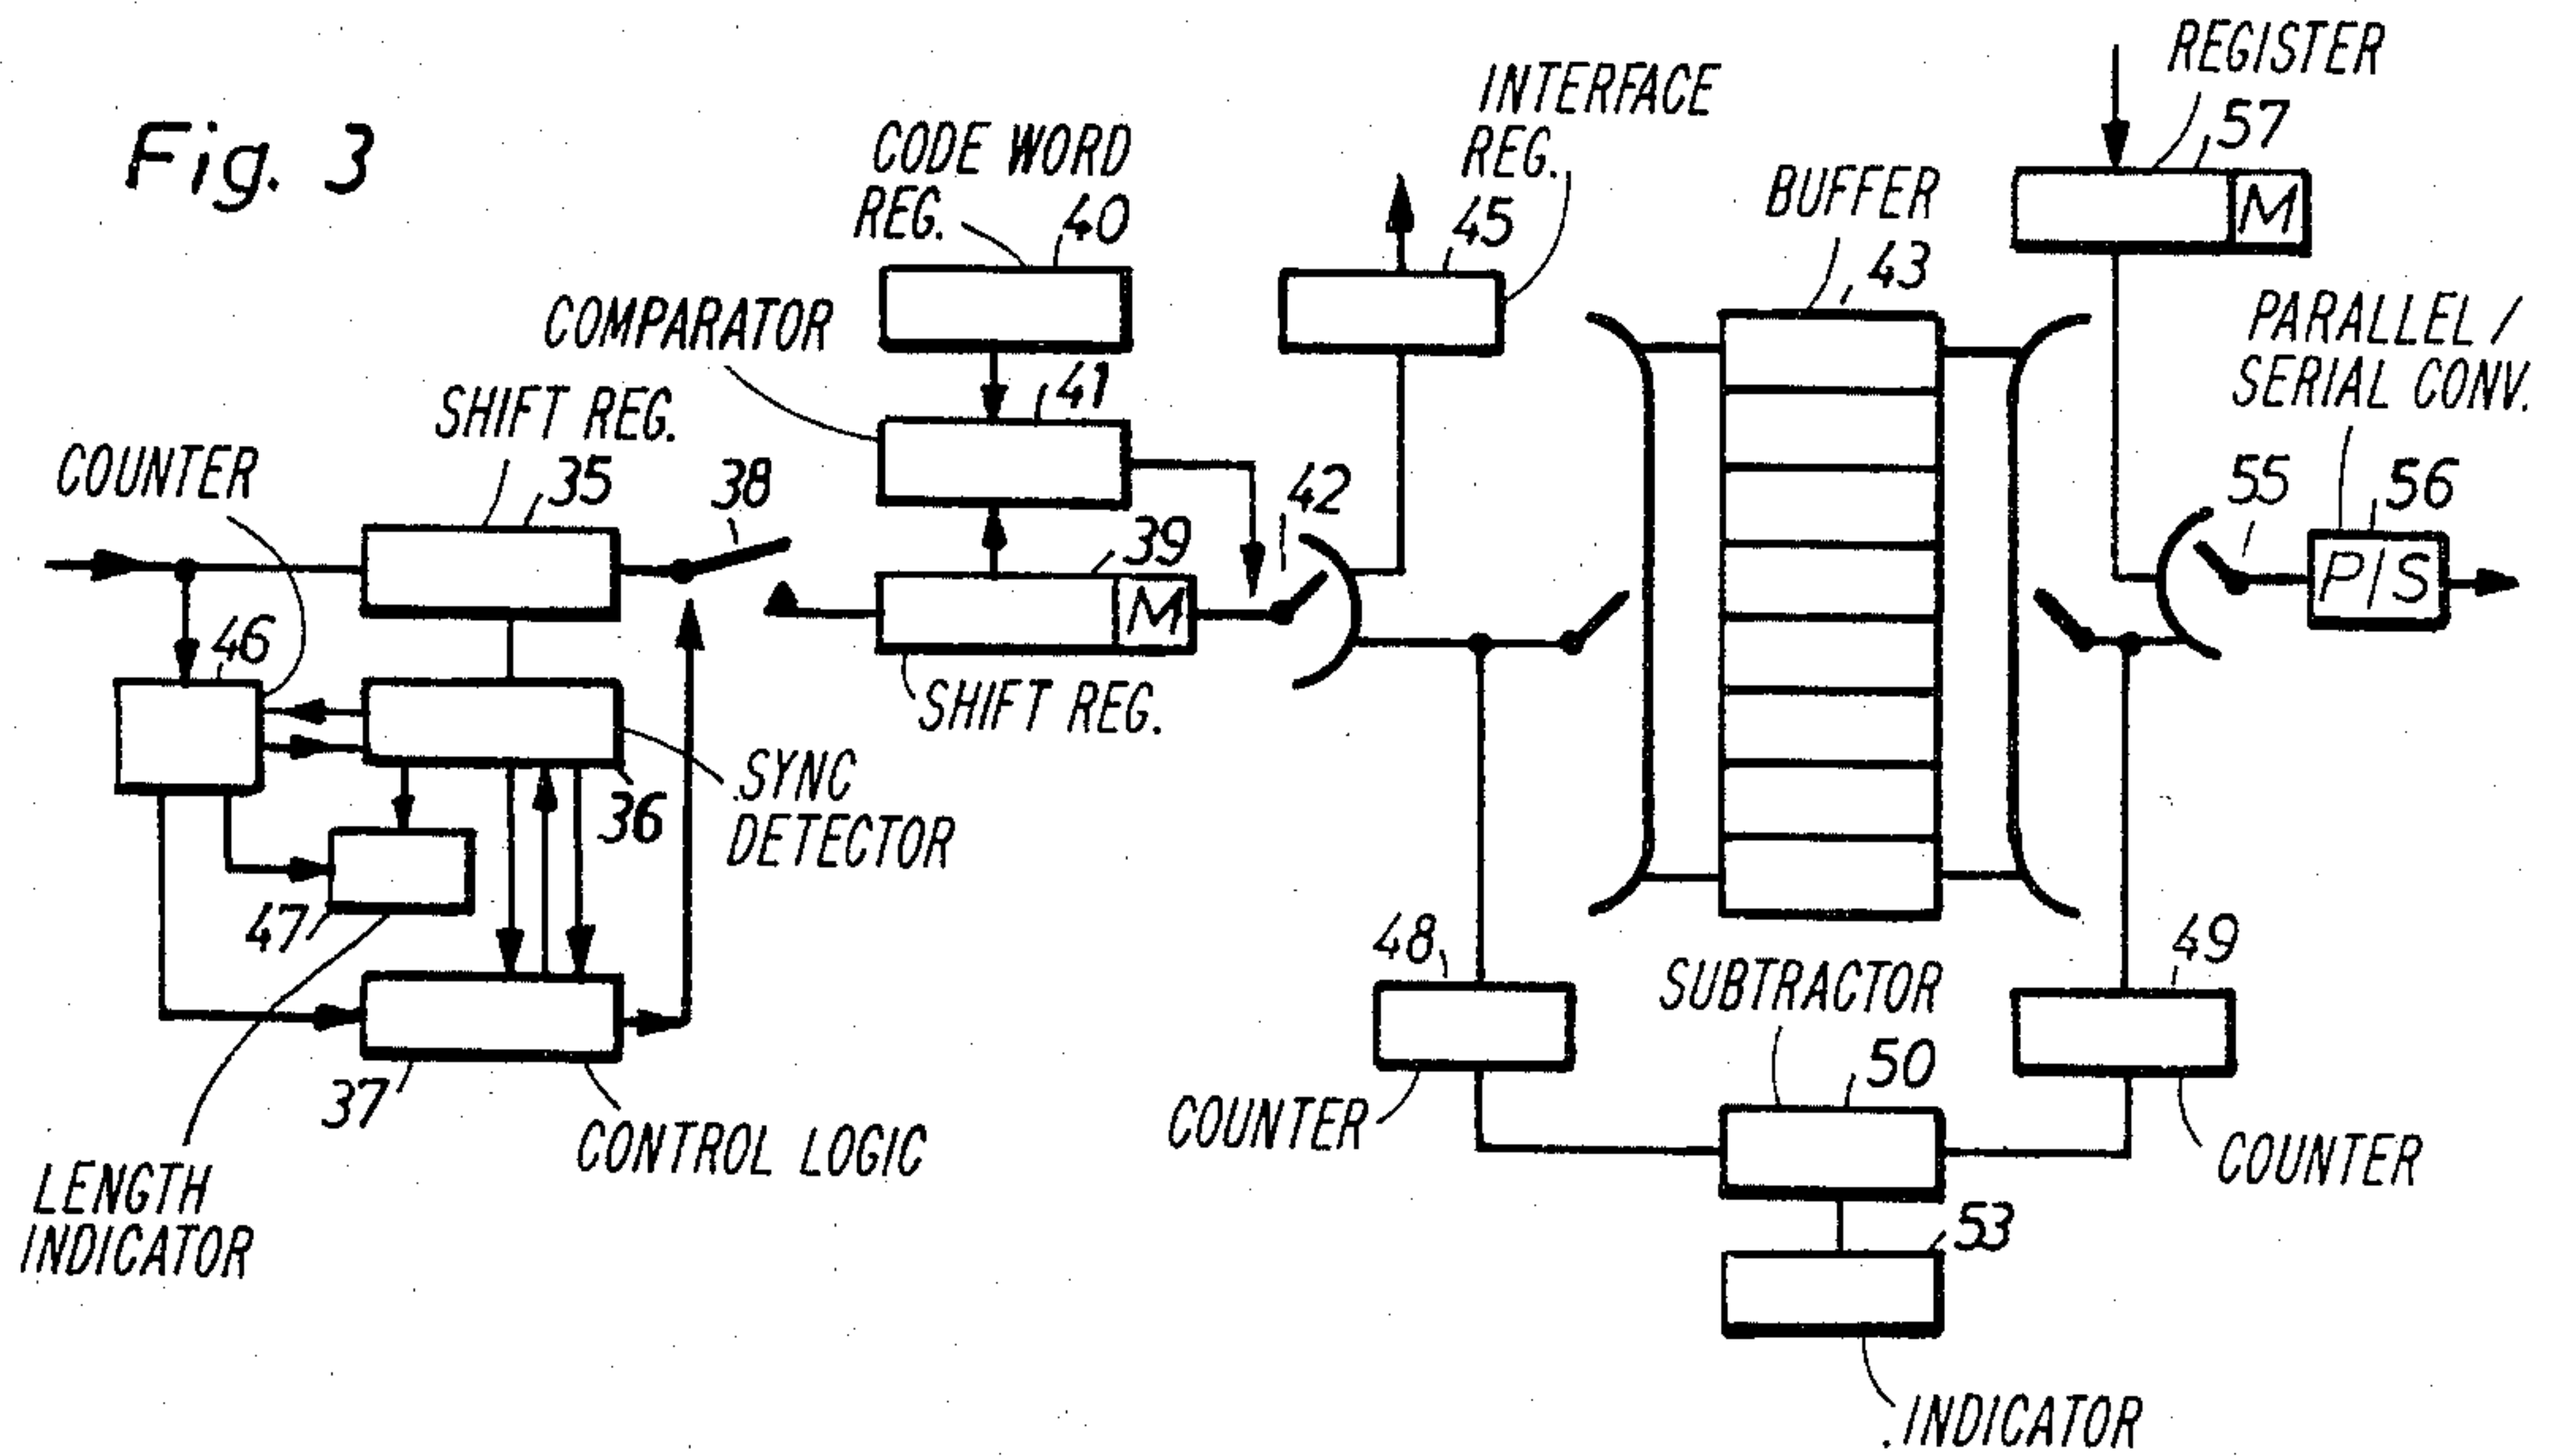 Fig. 3
REGISTER
57
M
INTERFACE
REG.
45
CODE WORD
REG.
40
BUFFER
43
COMPARATOR
41
PARALLEL /
SERIAL CONV.
SHIFT REG.
35
38
COUNTER
42
55
56
39
M
P/S
46
SHIFT REG.
SYNC
DETECTOR
36
47
48
49
SUBTRACTOR
50
37
CONTROL LOGIC
COUNTER
COUNTER
LENGTH
INDICATOR
53
INDICATOR